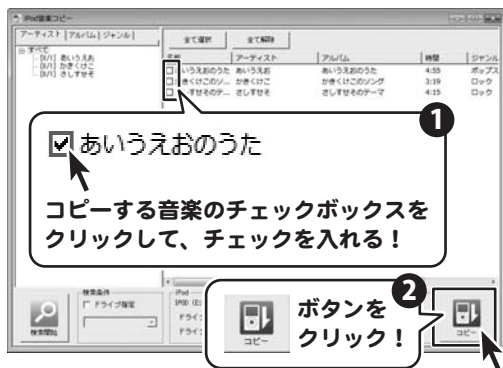 iPod音楽コピー
アーティスト アルバム ジャンル
全て選択 全て解除
すべて
[0/1] あいうえお
[0/1] かきくけこ
[0/1] さしすせそ
名前 アーティスト アルバム 時間 ジャンル
いうえおのうた あいうえお あいうえおのうた 4:55 ポップス
きくけこのソ... かきくけこ かきくけこのソング 3:19 ロック
すせそのテ... さしすせそ さしすせそのテーマ 4:15 ロック
1
あいうえおのうた
コピーする音楽のチェックボックスを
クリックして、チェックを入れる!
検索条件
ドライブ指定
検索開始
iPod
IPOD (E:
ドライ
ドライ
2
コピー
ボタンを
クリック!
コピー